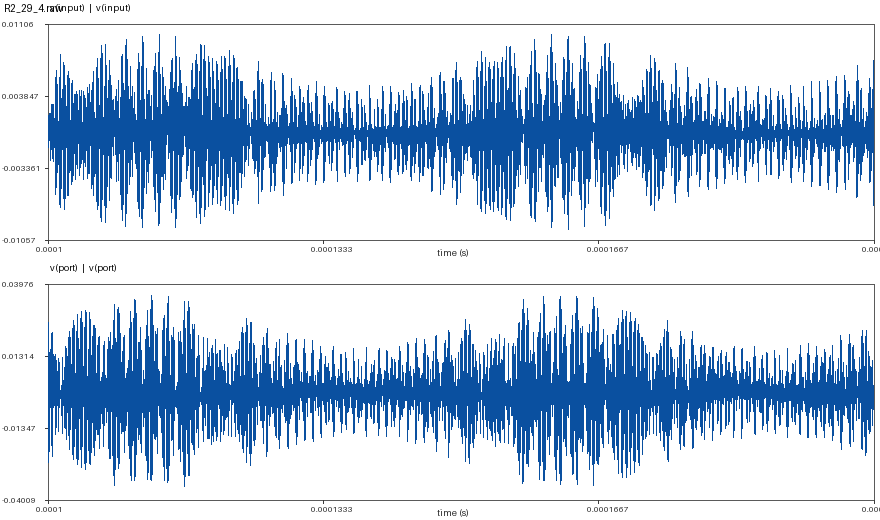 R2_29_4.raw v(input) | v(input)
0.01106
0.003847
-0.003361
-0.01057
0.0001 0.0001333 0.0001667
time (s)
v(port) | v(port)
0.03976
0.01314
-0.01347
-0.04009
0.0001 0.0001333 0.0001667
time (s)